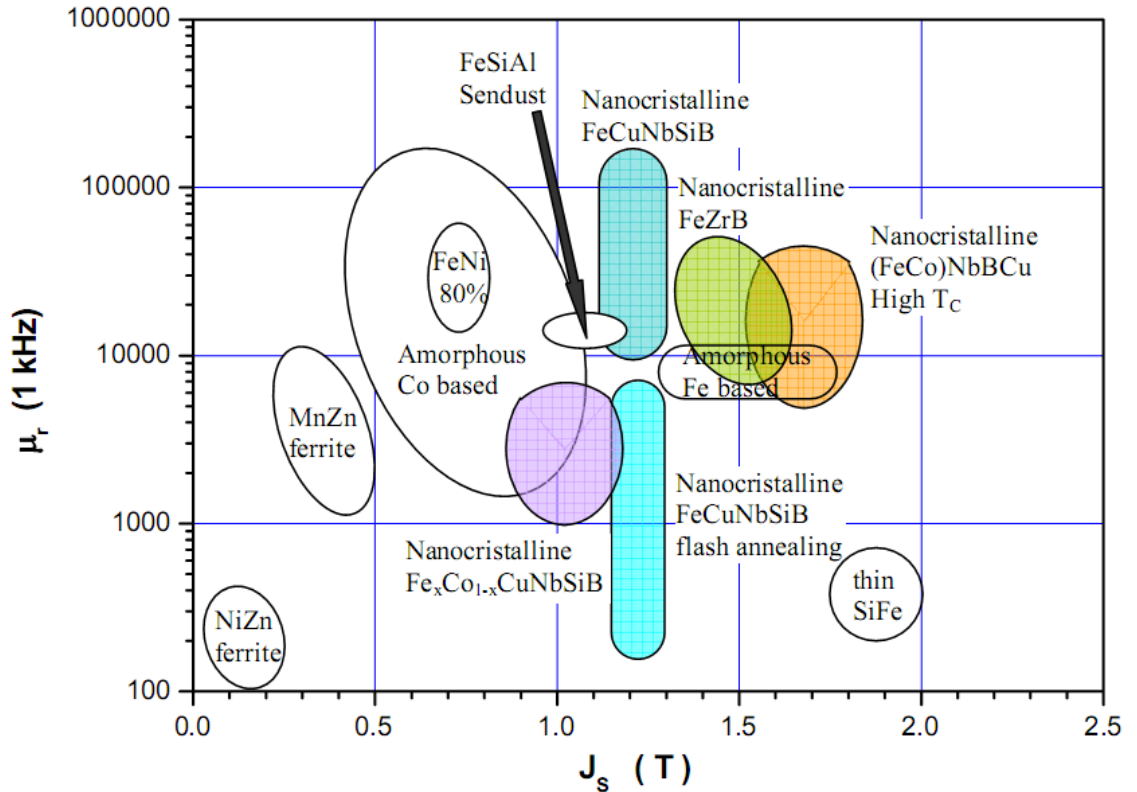 1000000
100000
10000
1000
100
μr (1 kHz)
FeSiAl
Sendust
Nanocristalline
FeCuNbSiB
Nanocristalline
FeZrB
Nanocristalline
(FeCo)NbBCu
High TC
FeNi
80%
Amorphous
Co based
Amorphous
Fe based
MnZn
ferrite
Nanocristalline
FeCuNbSiB
flash annealing
Nanocristalline
FexCo1-xCuNbSiB
thin
SiFe
NiZn
ferrite
0.0 0.5 1.0 1.5 2.0 2.5
Js ( T )